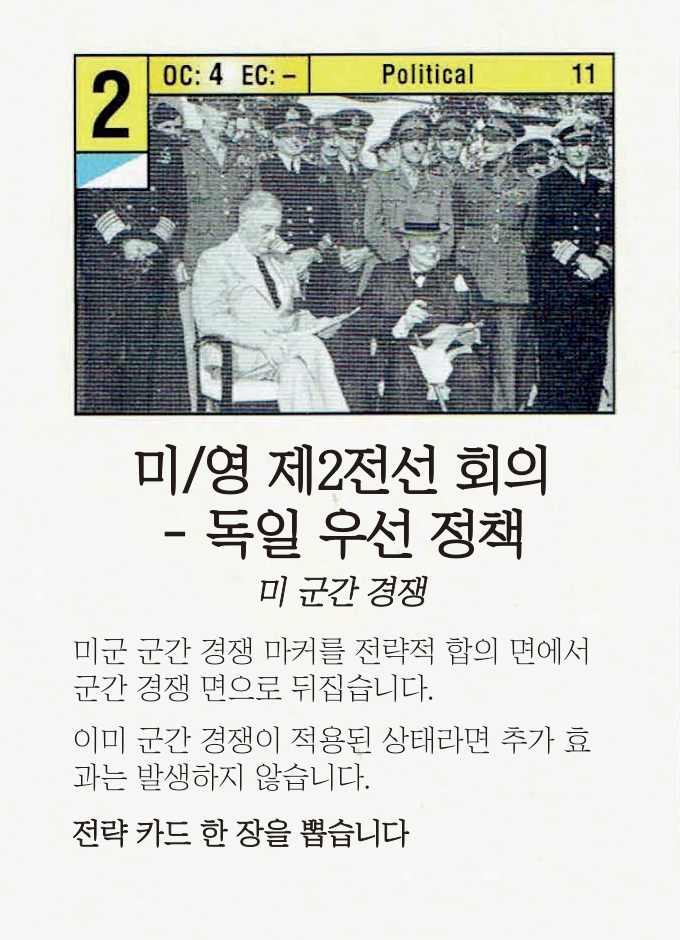 2
OC: 4 EC: – Political 11
미/영 제2전선 회의
- 독일 우선 정책
미 군간 경쟁
미군 군간 경쟁 마커를 전략적 합의 면에서
군간 경쟁 면으로 뒤집습니다.
이미 군간 경쟁이 적용된 상태라면 추가 효
과는 발생하지 않습니다.
전략 카드 한 장을 뽑습니다